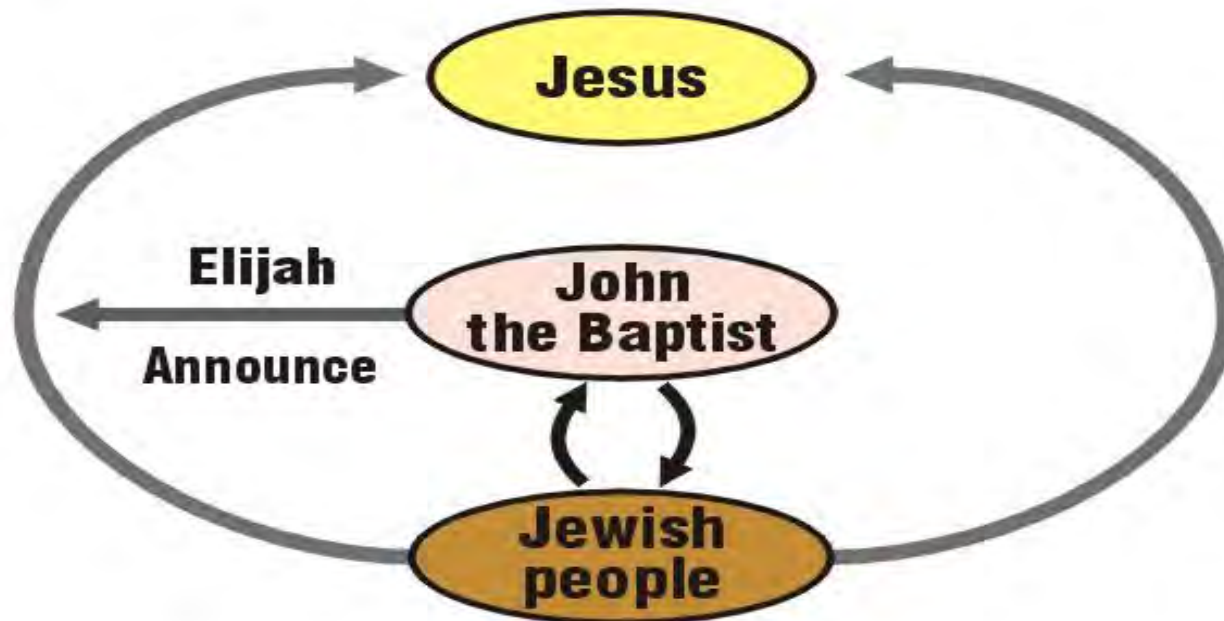 Jesus
Elijah
Announce
John
the Baptist
Jewish
people